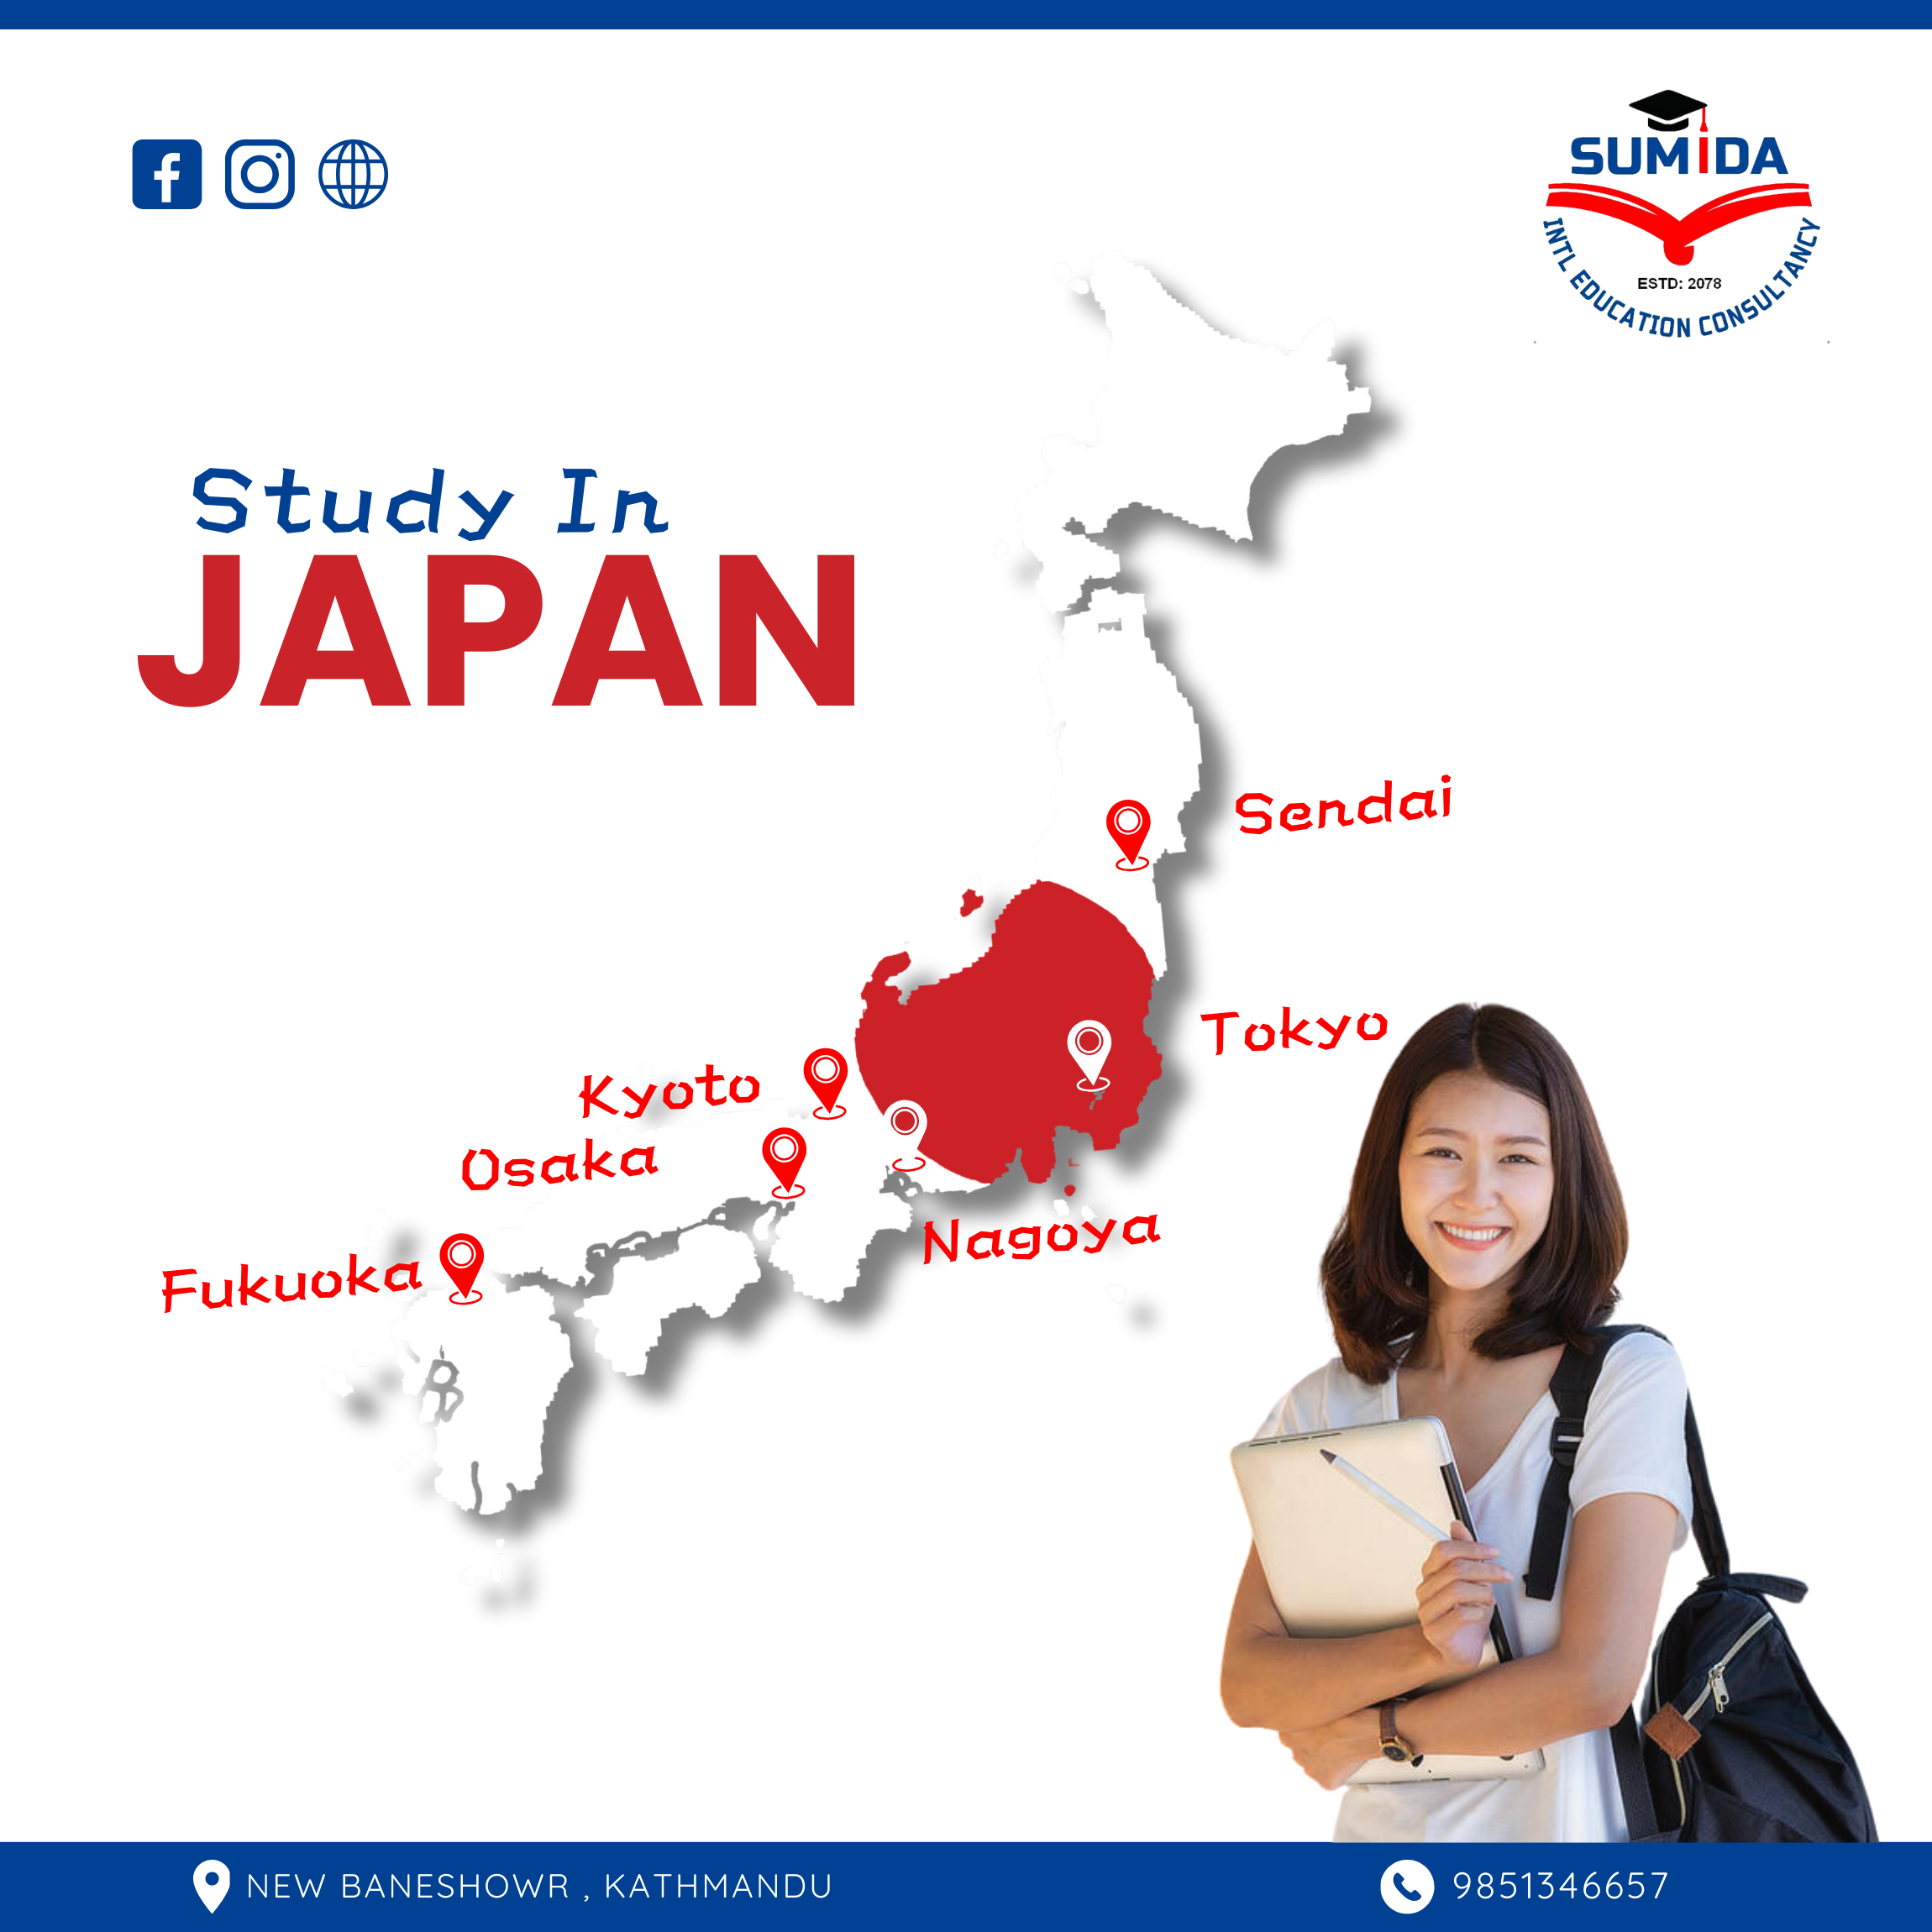 SUMIDA
INTL EDUCATION CONSULTANCY
ESTD: 2078
Study In
JAPAN
Sendai
Tokyo
Kyoto
Osaka
Nagoya
Fukuoka
NEW BANESHOWR , KATHMANDU
9851346657